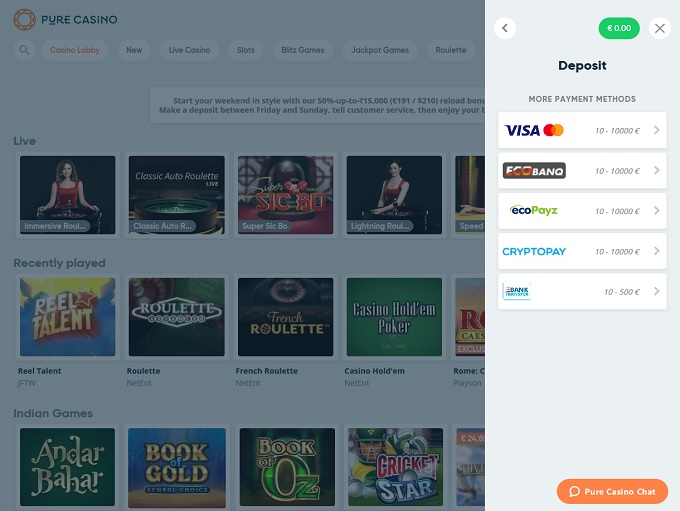 PURE CASINO
€ 0.00
Casino Lobby
New
Live Casino
Slots
Blitz Games
Jackpot Games
Roulette
Deposit
MORE PAYMENT METHODS
VISA 10 - 10000 €
ECOBANQ 10 - 10000 €
ecoPayz 10 - 10000 €
CRYPTOPAY 10 - 10000 €
BANK TRANSFER 10 - 500 €
Start your weekend in style with our 50%-up-to-₹15,000 (€191 / $210) reload bonu
Make a deposit between Friday and Sunday, tell customer service, then enjoy your b
Live
Classic Auto Roulette
LIVE
Super
SIC BO
Immersive Roul...
Classic Auto R...
Super Sic Bo
Lightning Roul...
Speed
Recently played
REEL TALENT
ROULETTE
ADVANCED
French
ROULETTE™
Casino Hold'em
Poker
RO
CAES
EXCLUS
Reel Talent
Roulette
French Roulette
Casino Hold'em
Rome: C
JFTW
NetEnt
NetEnt
NetEnt
Playson
Indian Games
Andar
Bahar
BOOK
of
GOLD
SYMBOL CHOICE
BOOK
OF
OZ
CRICKET
STAR
€ 24,8
Pure Casino Chat